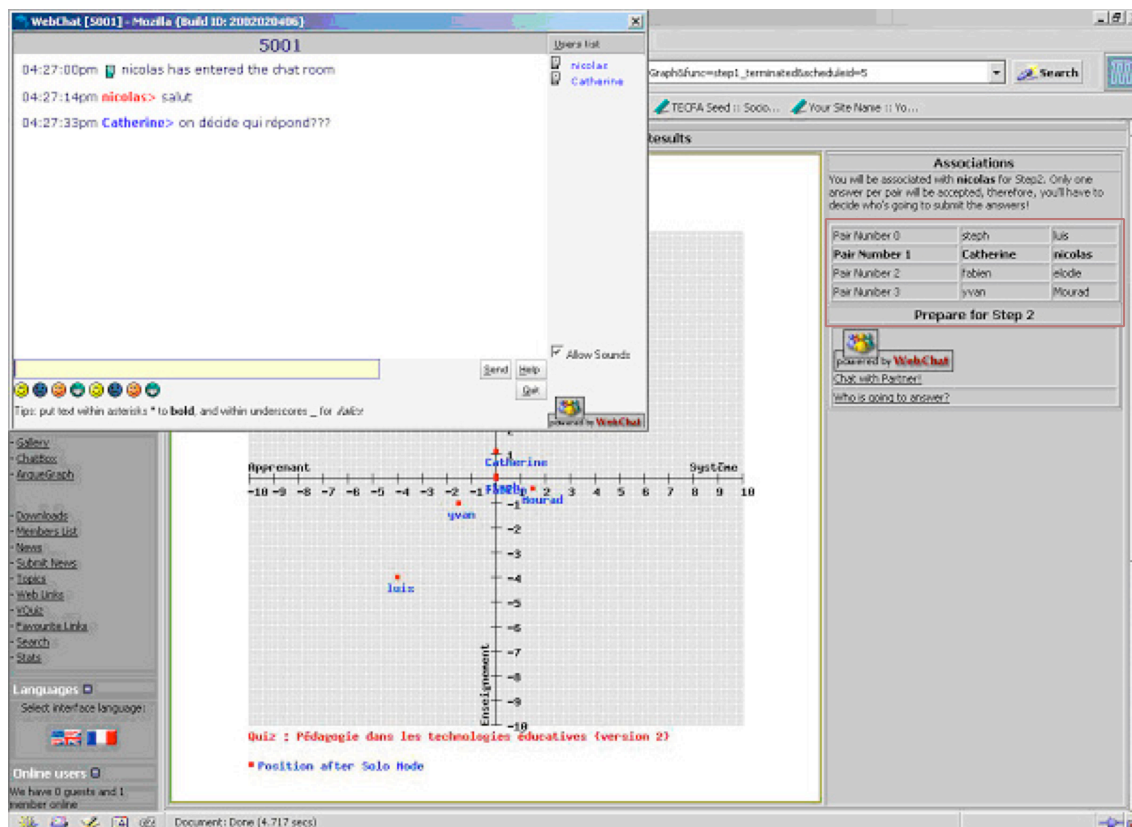 WebChat [5001] - Mozilla {Build ID: 2002020406}
5001
04:27:00pm nicolas has entered the chat room
04:27:14pm nicolas> salut
04:27:33pm Catherine> on décide qui répond???
Users list
nicolas
Catherine
Allow Sounds
Send Help
Quit
Tips: put text within asterisks * to bold, and within underscores _ for italics
powered by WebChat
Graph&func=step1_terminated&scheduleid=5
Search
TECFA Seed :: Socio... Your Site Name :: Yo...
Results
Associations
You will be associated with nicolas for Step2. Only one
answer per pair will be accepted, therefore, you'll have to
decide who's going to submit the answers!
Pair Number 0 steph luis
Pair Number 1 Catherine nicolas
Pair Number 2 fabien elodie
Pair Number 3 yvan Mourad
Prepare for Step 2
powered by WebChat
Chat with Partner!
Who is going to answer?
- Gallery
- ChatBox
- ArgueGraph
- Downloads
- Members List
- News
- Submit News
- Topics
- Web Links
- VQuiz
- Favourite Links
- Search
- Stats
Languages
Select interface language:
Online users
We have 0 guests and 1
member online
2
1
Catherine
Apprenant Système
-10 -9 -8 -7 -6 -5 -4 -3 -2 -1 1 2 3 4 5 6 7 8 9 10
Mourad
-1
yvan
-2
-3
-4
luis
-5
-6
-7
-8
-9
-10
Enseignement
Quiz : Pédagogie dans les technologies éducatives (version 2)
Position after Solo Mode
Document: Done (4.717 secs)